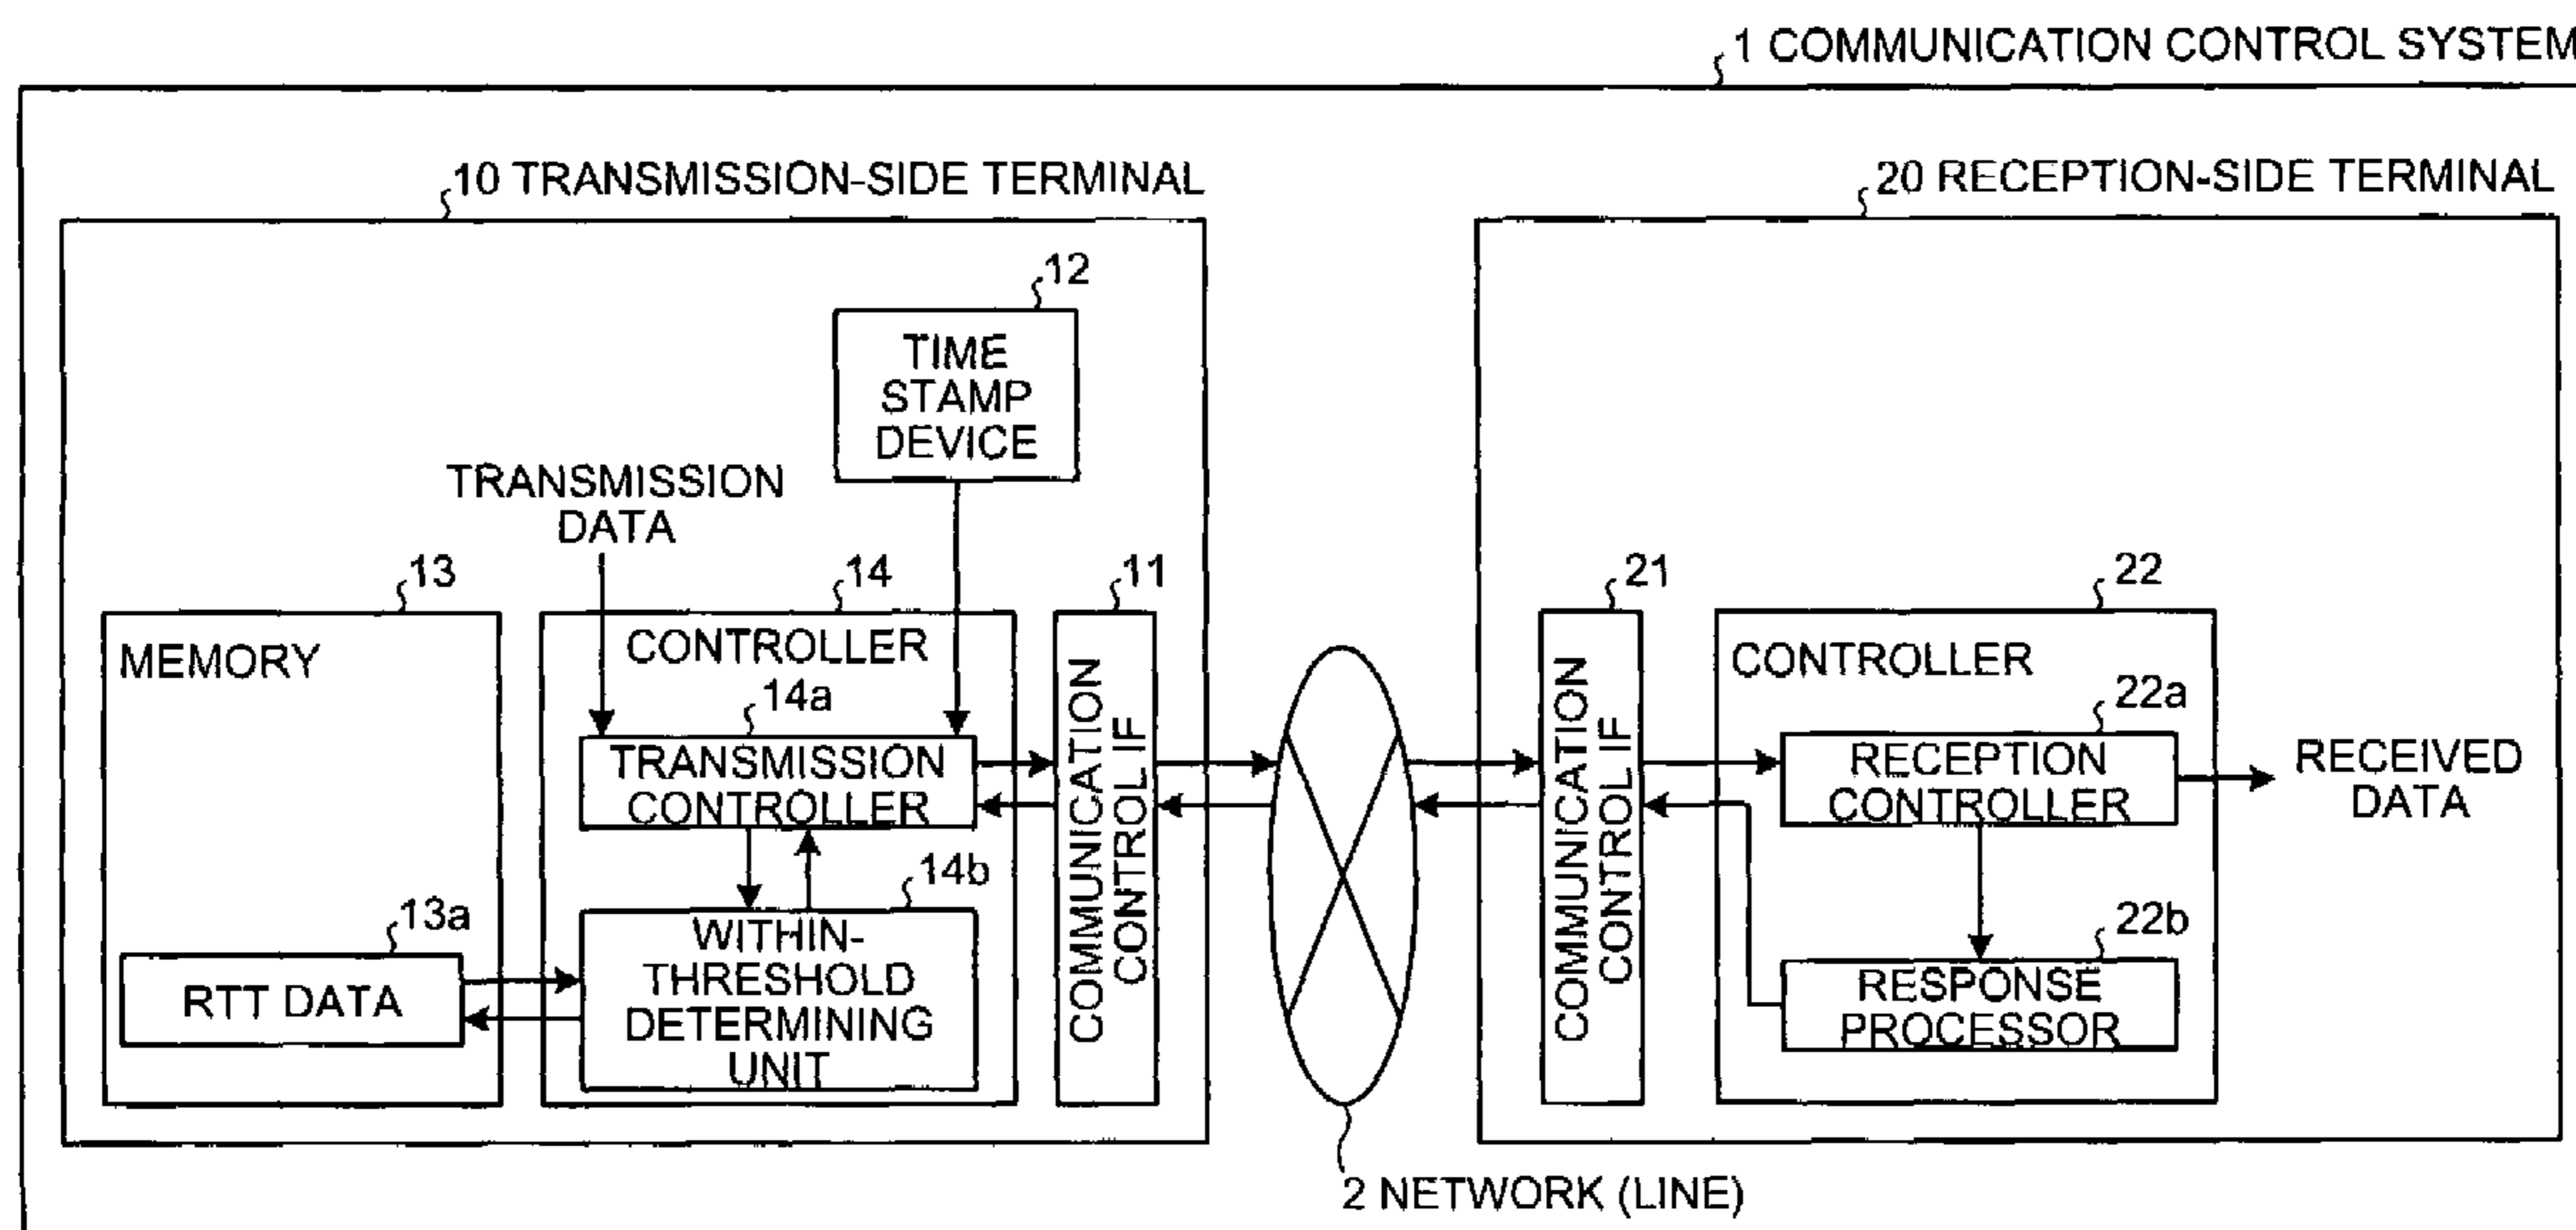 1 COMMUNICATION CONTROL SYSTEM
10 TRANSMISSION-SIDE TERMINAL
20 RECEPTION-SIDE TERMINAL
12
TIME
STAMP
DEVICE
TRANSMISSION
DATA
13
14
11
21
22
MEMORY
CONTROLLER
CONTROLLER
14a
22a
TRANSMISSION
CONTROLLER
COMMUNICATION
CONTROL IF
COMMUNICATION
CONTROL IF
RECEPTION
CONTROLLER
RECEIVED
DATA
13a
14b
22b
RTT DATA
WITHIN-
THRESHOLD
DETERMINING
UNIT
RESPONSE
PROCESSOR
2 NETWORK (LINE)